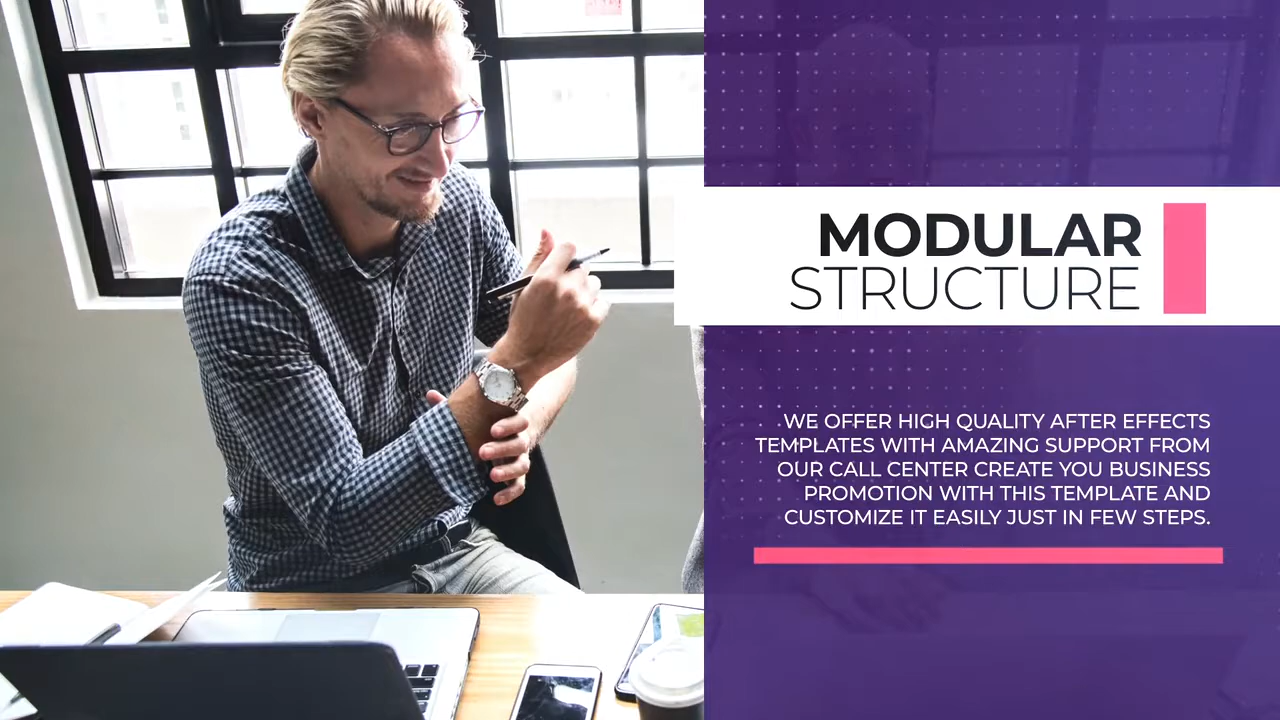 MODULAR
STRUCTURE
WE OFFER HIGH QUALITY AFTER EFFECTS
TEMPLATES WITH AMAZING SUPPORT FROM
OUR CALL CENTER CREATE YOU BUSINESS
PROMOTION WITH THIS TEMPLATE AND
CUSTOMIZE IT EASILY JUST IN FEW STEPS.